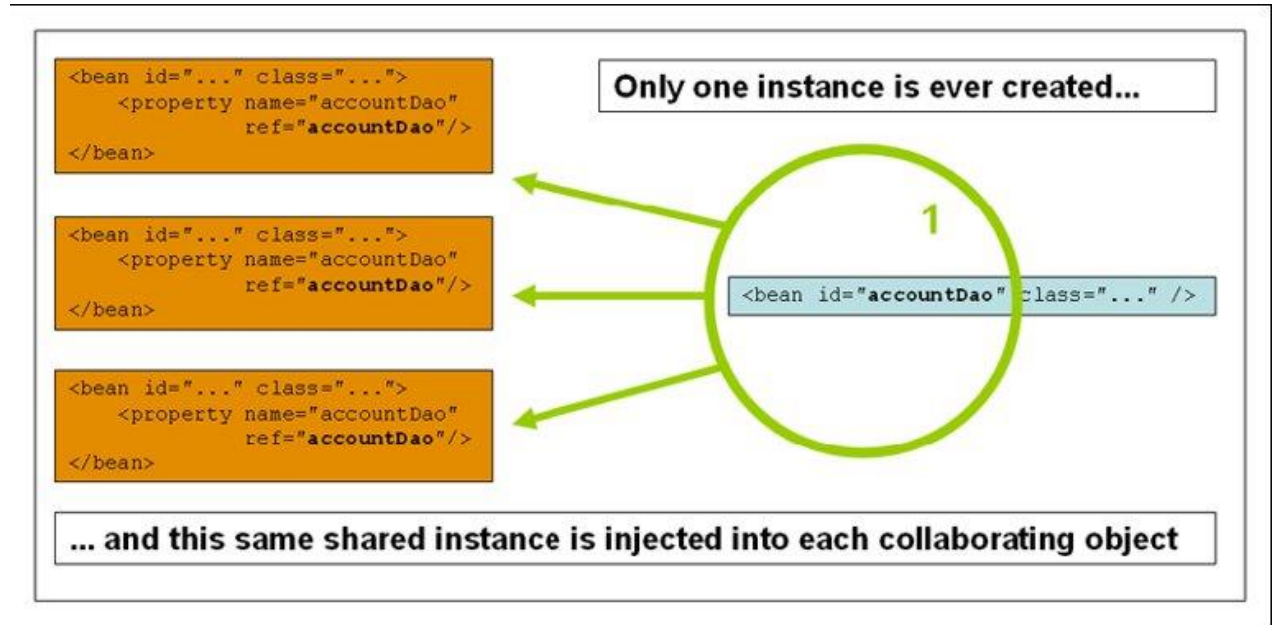 <bean id="..." class="...">
<property name="accountDao"
ref="accountDao"/>
</bean>
Only one instance is ever created...
1
<bean id="..." class="...">
<property name="accountDao"
ref="accountDao"/>
</bean>
<bean id="accountDao" class="..." />
<bean id="..." class="...">
<property name="accountDao"
ref="accountDao"/>
</bean>
... and this same shared instance is injected into each collaborating object